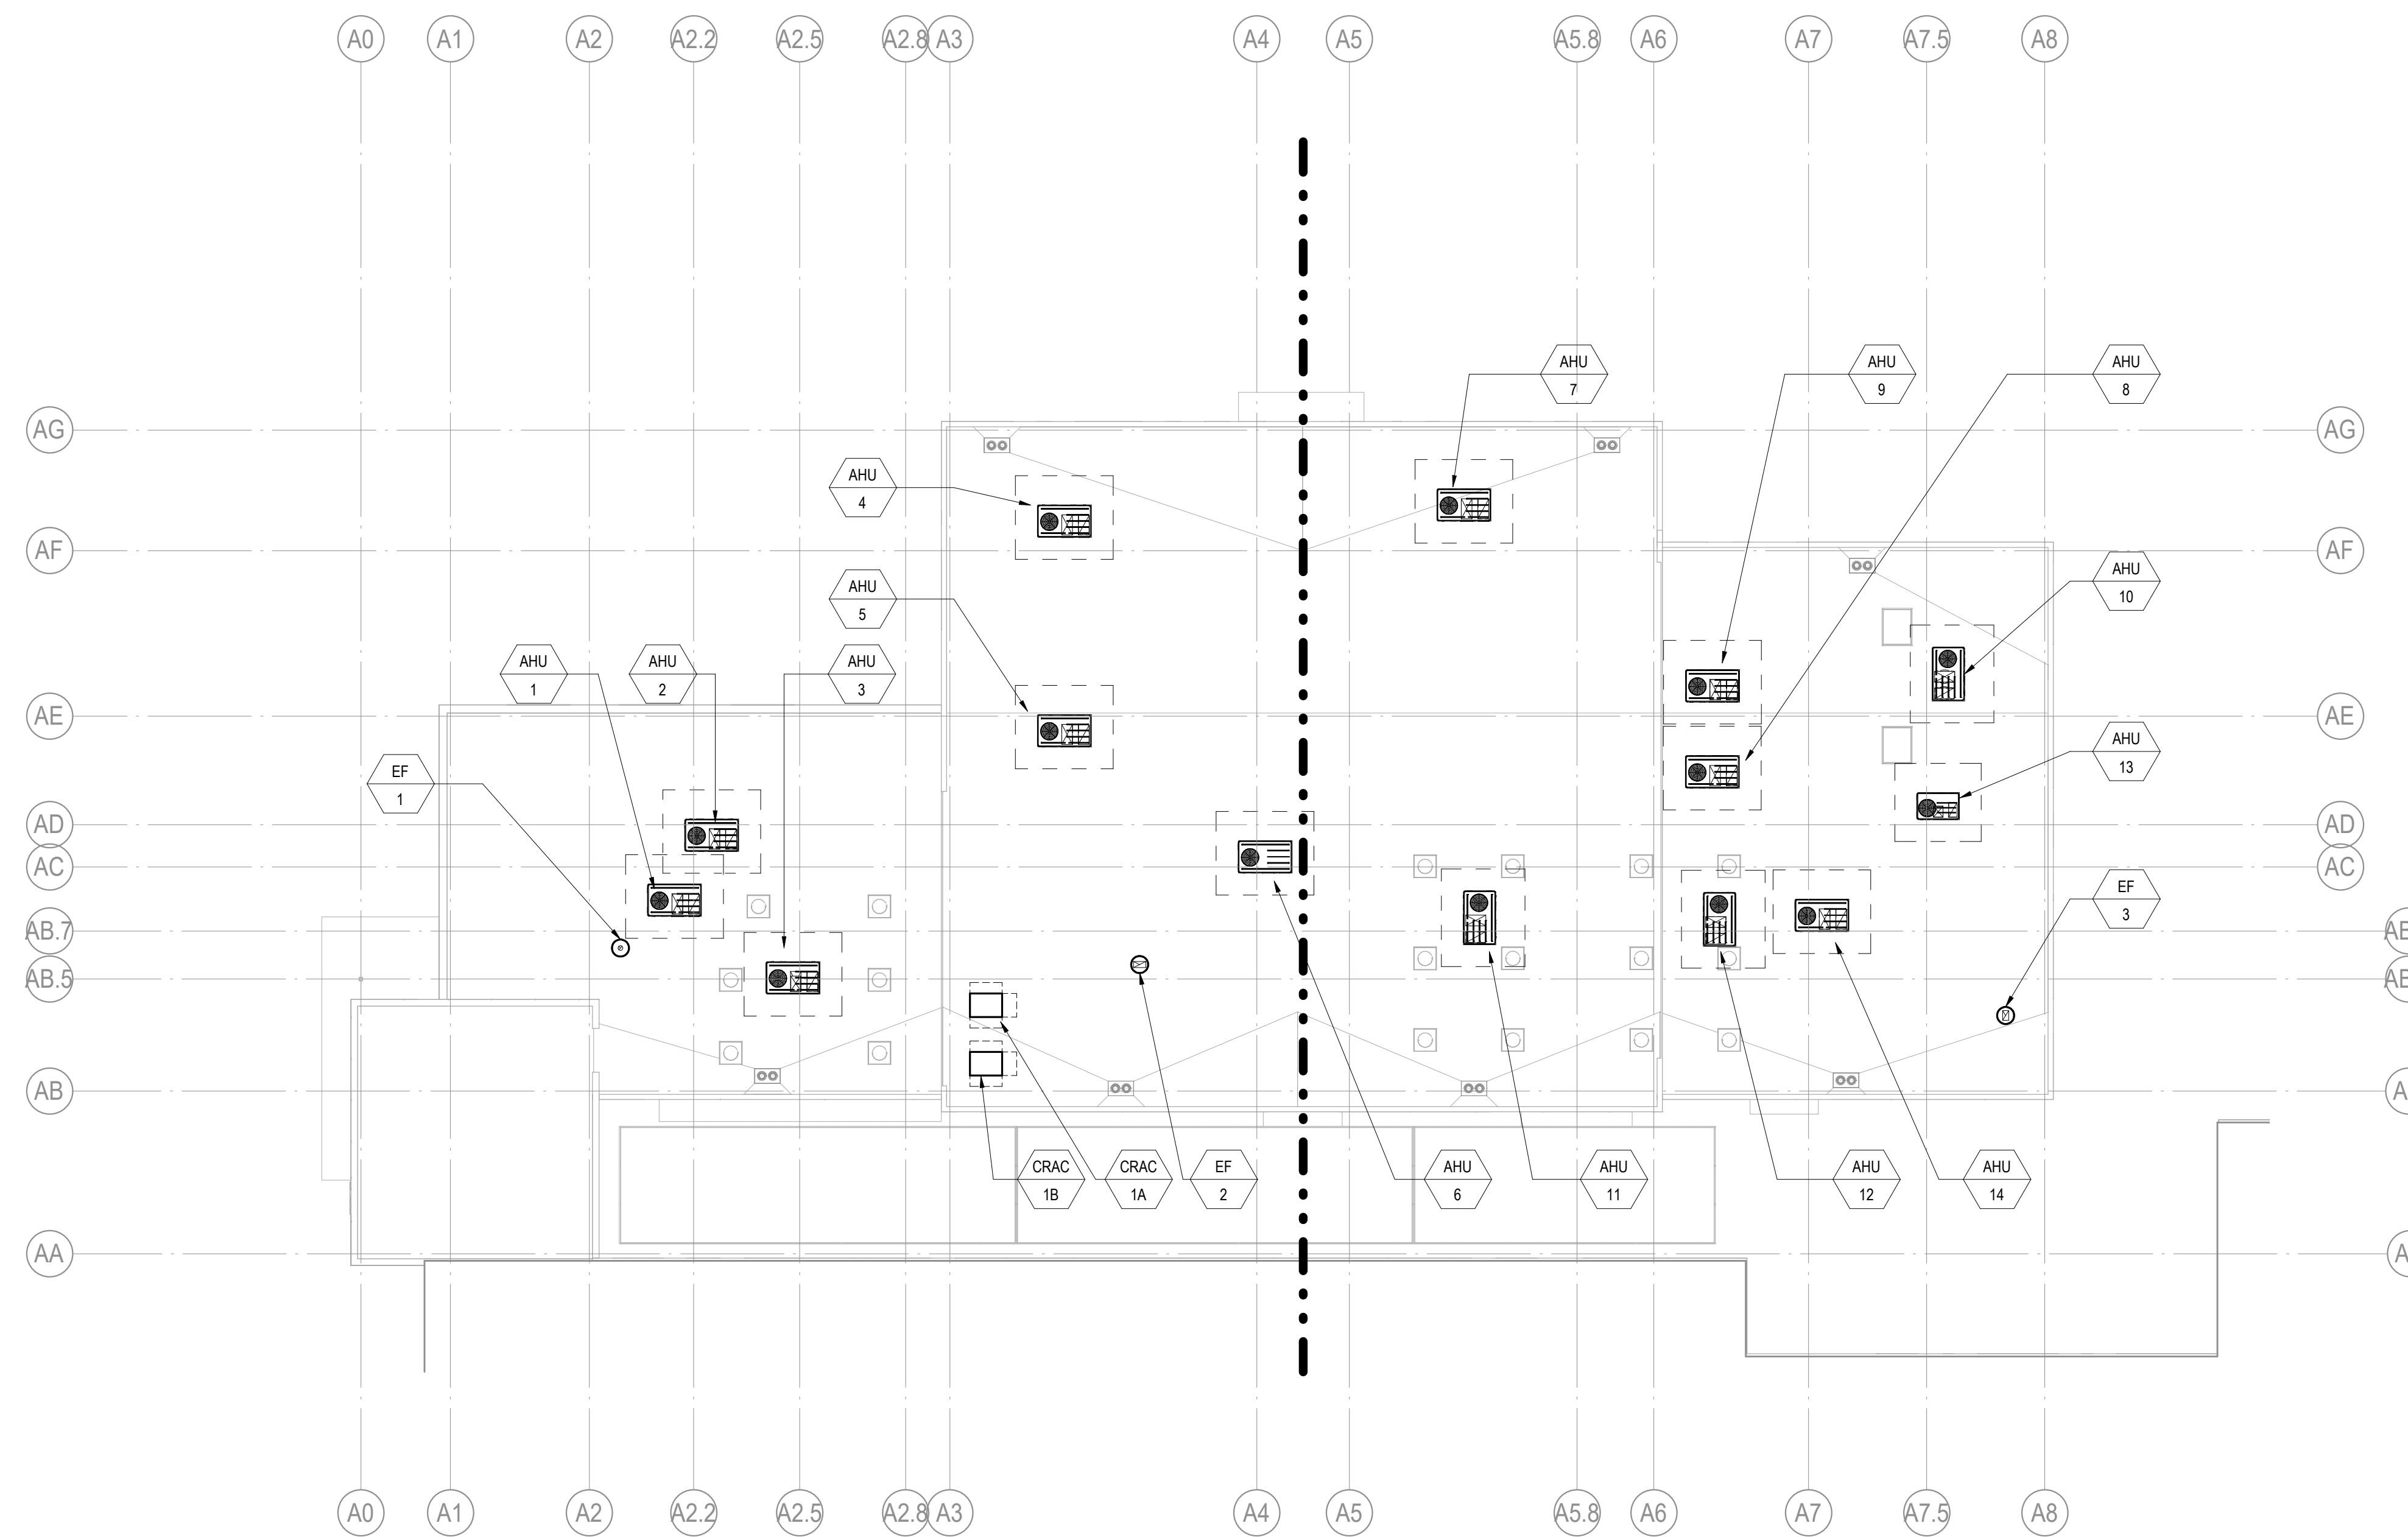 A0 A1 A2 A2.2 A2.5 A2.8 A3 A4 A5 A5.8 A6 A7 A7.5 A8
AHU
7
AHU
9
AHU
8
AG AG
AHU
4
AF AF
AHU
10
AHU
5
AHU
1
AHU
2
AHU
3
AE AE
AHU
13
EF
1
AD AD
AC AC
EF
3
AB.7
AB.5
AB
CRAC
1B
CRAC
1A
EF
2
AHU
6
AHU
11
AHU
12
AHU
14
AA
A0 A1 A2 A2.2 A2.5 A2.8 A3 A4 A5 A5.8 A6 A7 A7.5 A8